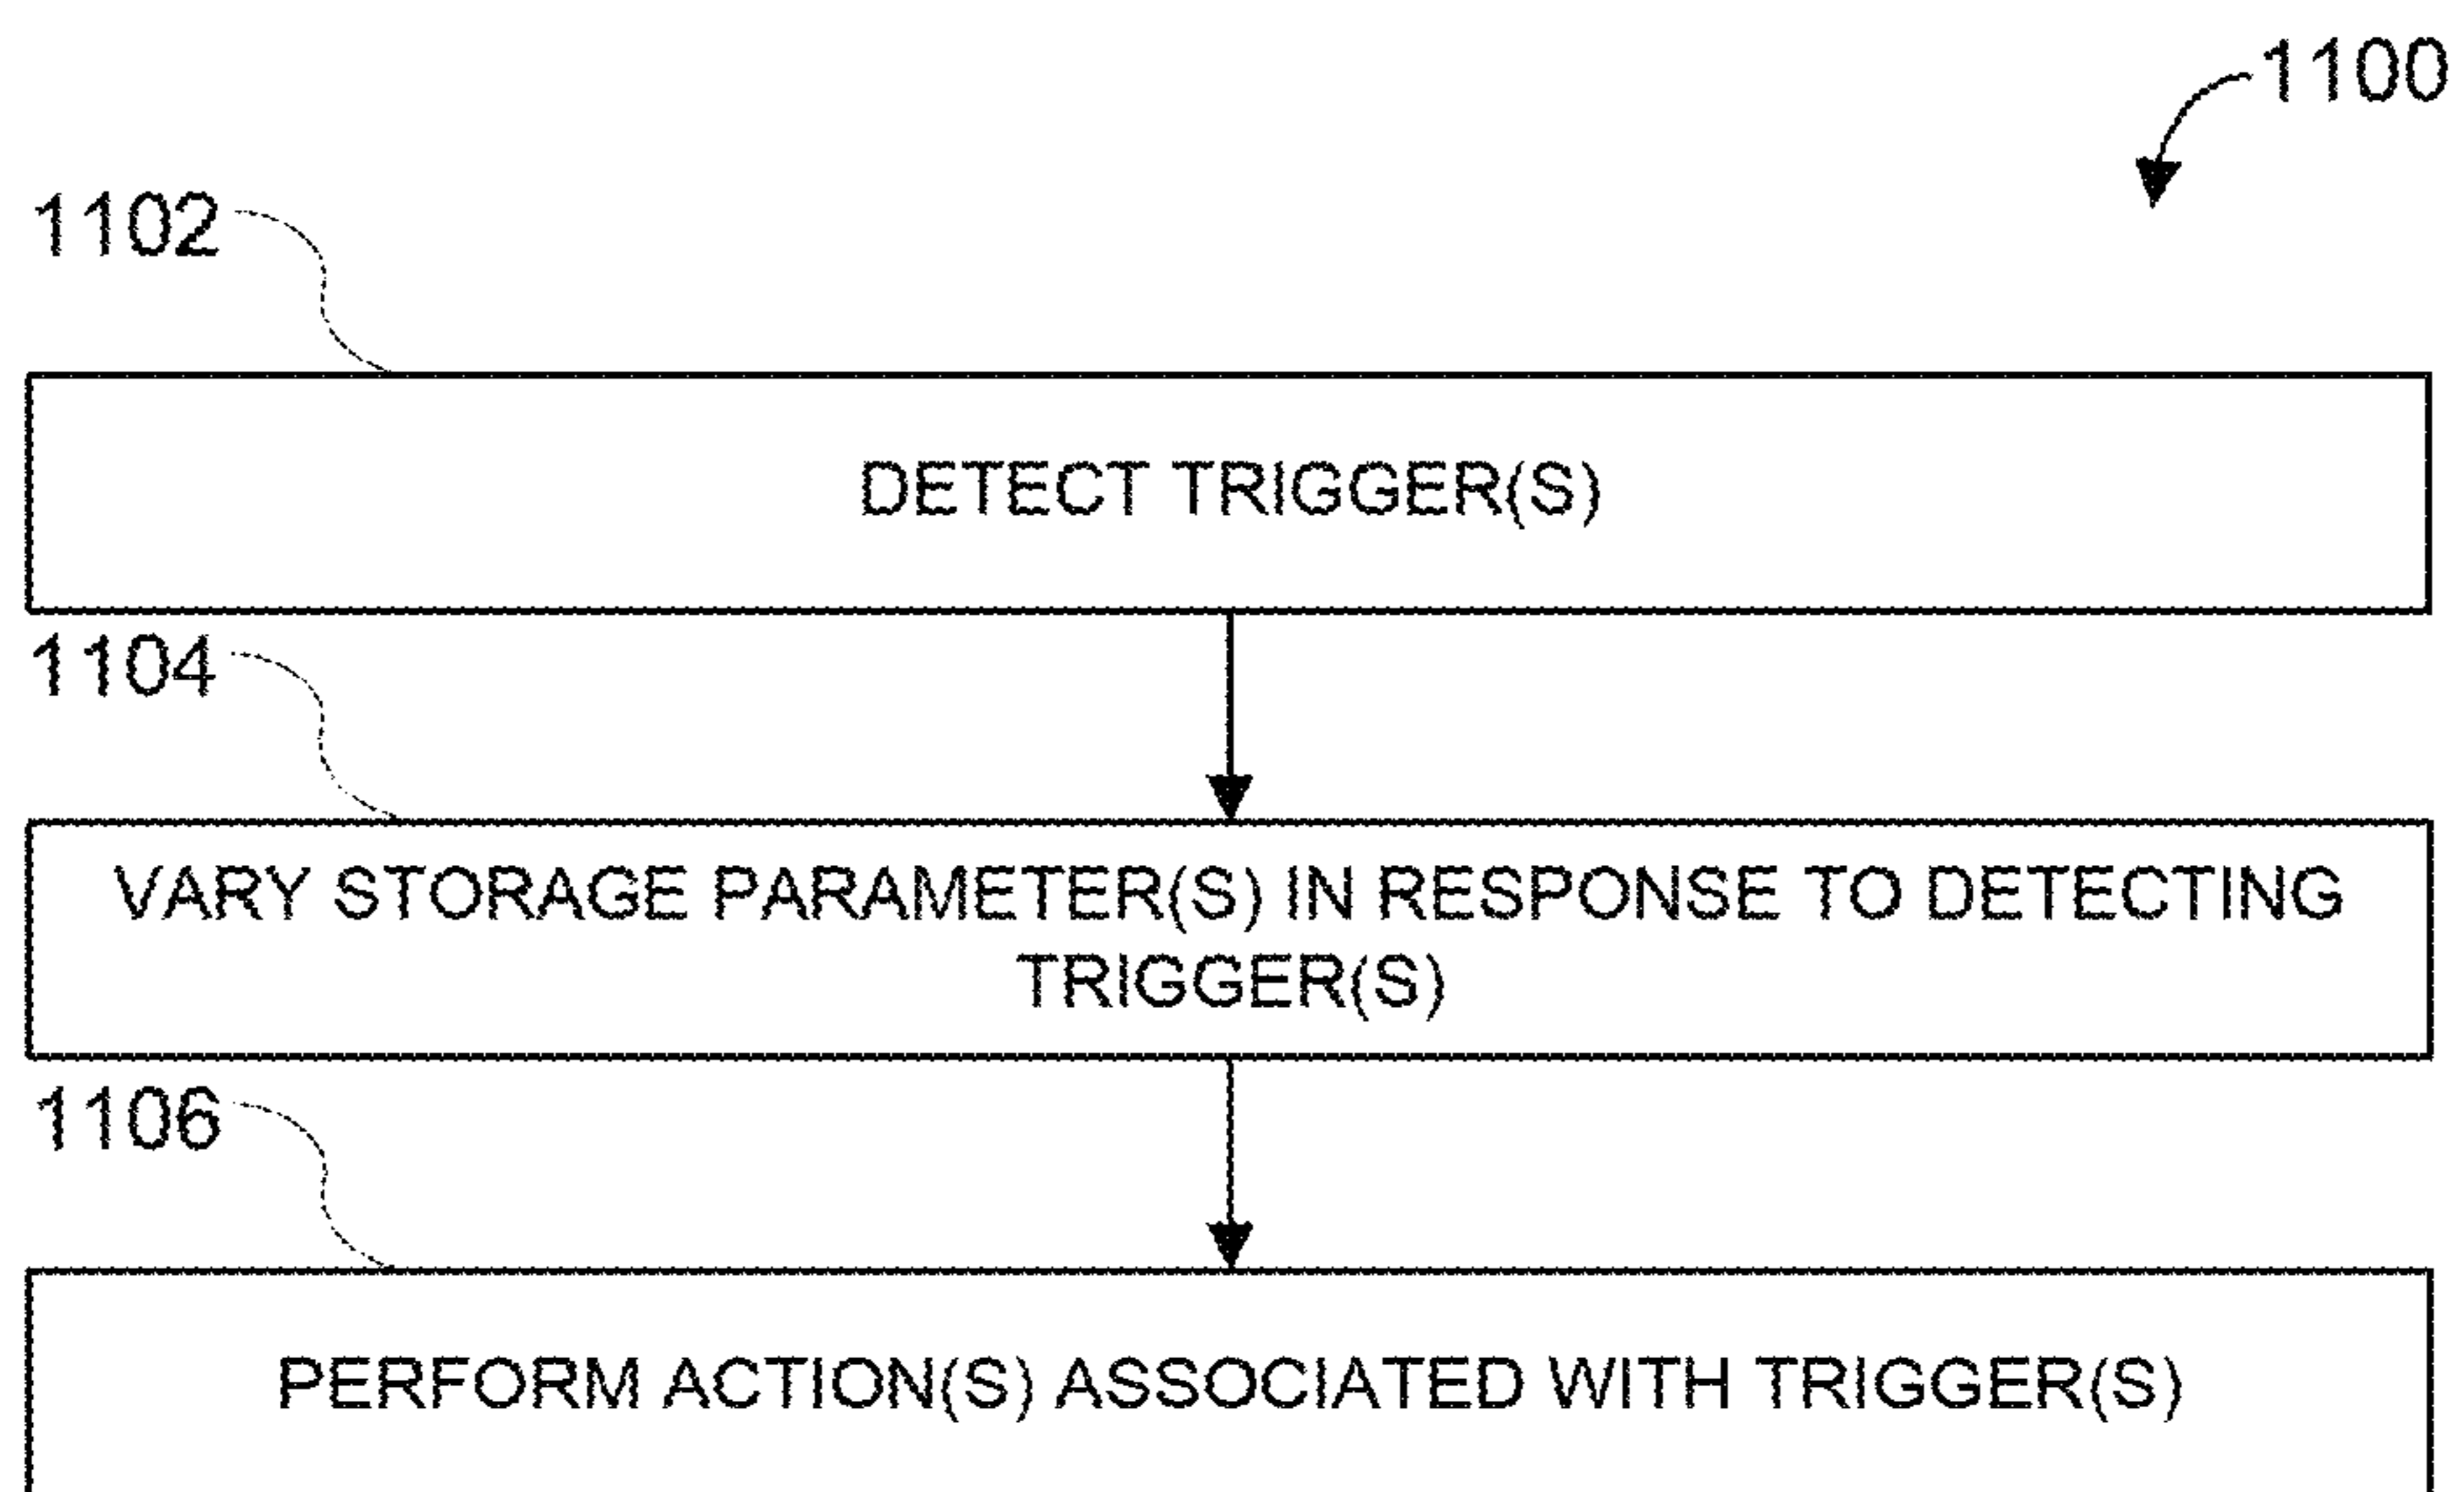 1100
1102
DETECT TRIGGER(S)
1104
VARY STORAGE PARAMETER(S) IN RESPONSE TO DETECTING
TRIGGER(S)
1106
PERFORM ACTION(S) ASSOCIATED WITH TRIGGER(S)